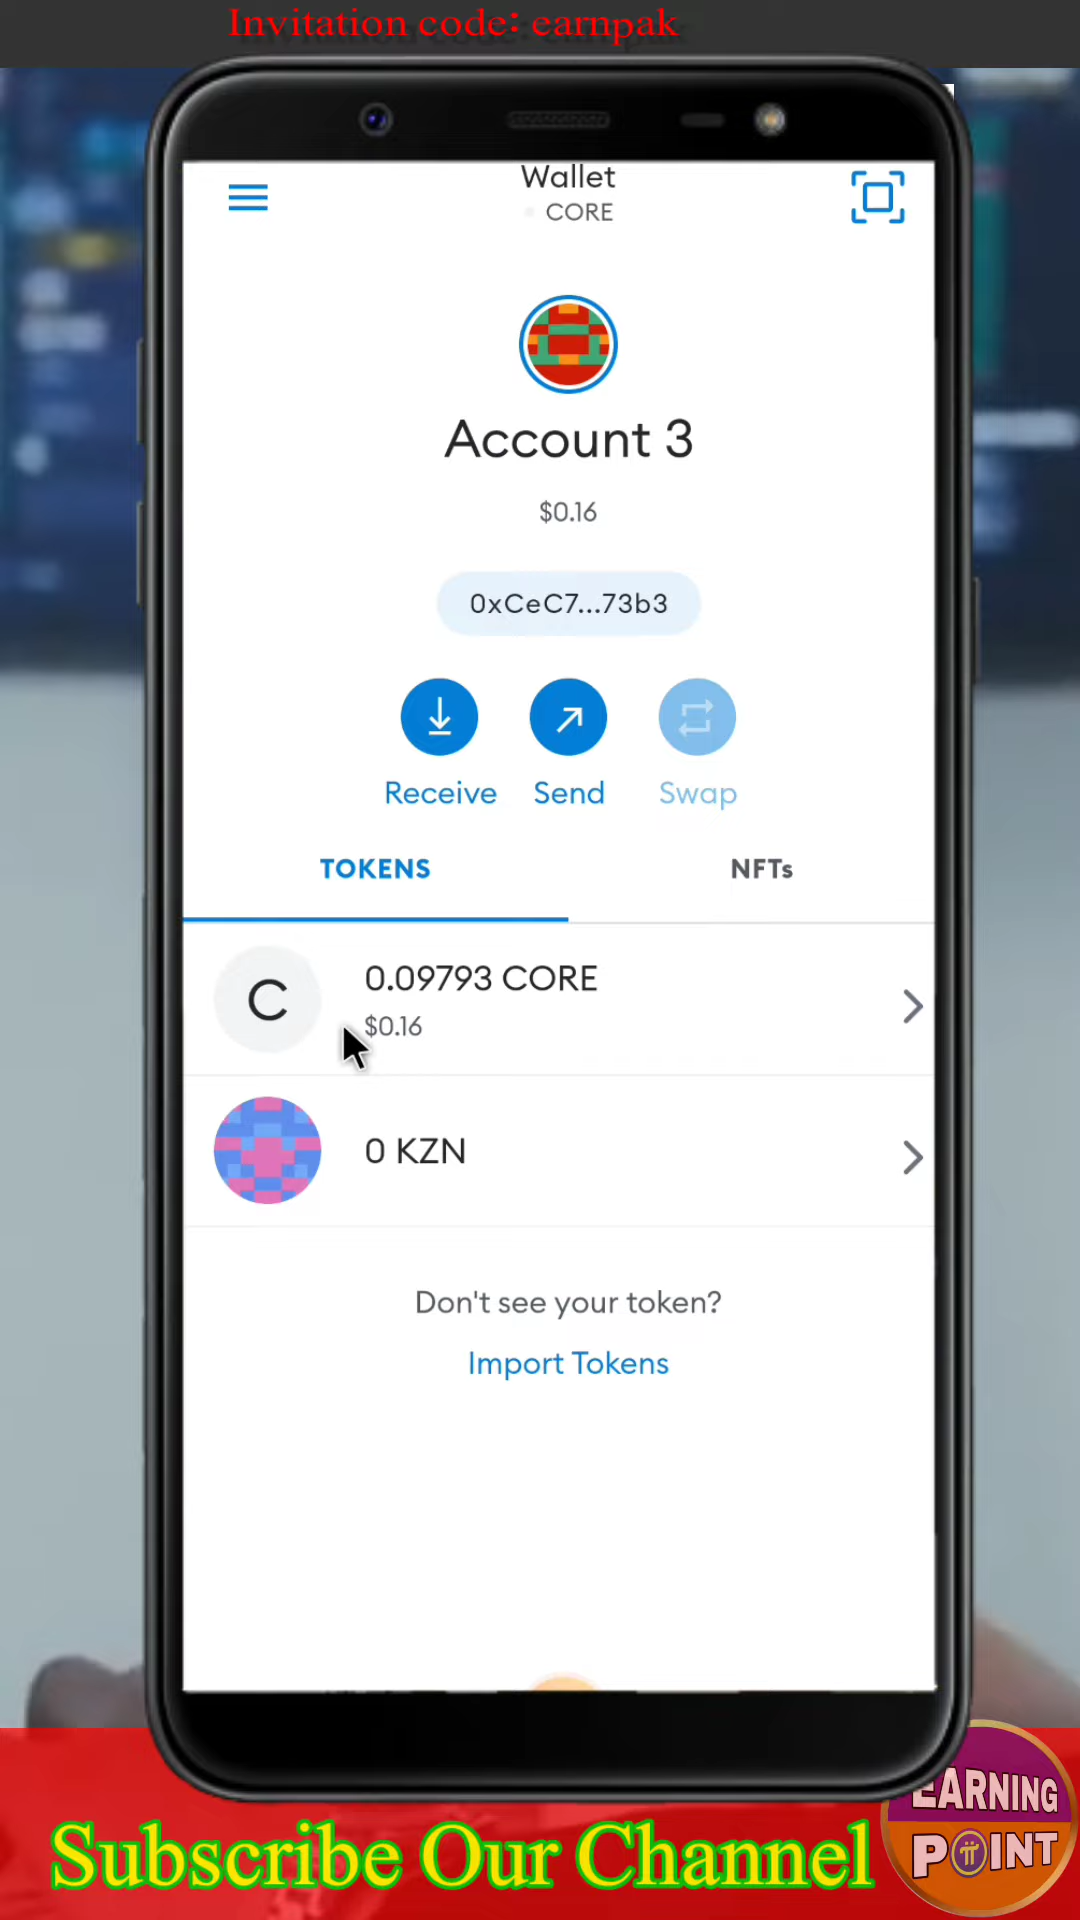 Invitation code: earnpak
Wallet
CORE
Account 3
$0.16
0xCeC7...73b3
Receive
Send
Swap
TOKENS
NFTs
C
0.09793 CORE
$0.16
0 KZN
Don't see your token?
Import Tokens
EARNING
POINT
Subscribe Our Channel